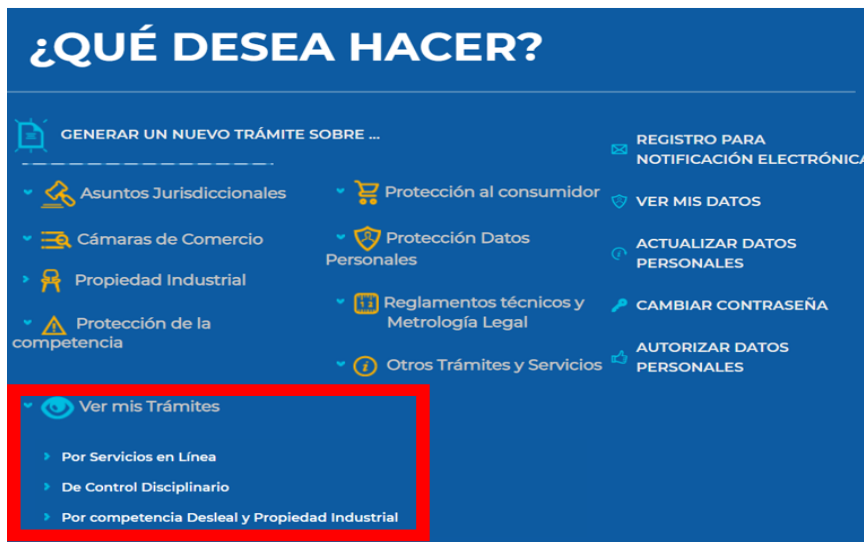 ¿QUÉ DESEA HACER?
GENERAR UN NUEVO TRÁMITE SOBRE ...
Asuntos Jurisdiccionales
Cámaras de Comercio
Propiedad Industrial
Protección de la
competencia
Protección al consumidor
Protección Datos
Personales
Reglamentos técnicos y
Metrología Legal
Otros Trámites y Servicios
REGISTRO PARA
NOTIFICACIÓN ELECTRÓNICA
VER MIS DATOS
ACTUALIZAR DATOS
PERSONALES
CAMBIAR CONTRASEÑA
AUTORIZAR DATOS
PERSONALES
Ver mis Trámites
Por Servicios en Línea
De Control Disciplinario
Por competencia Desleal y Propiedad Industrial